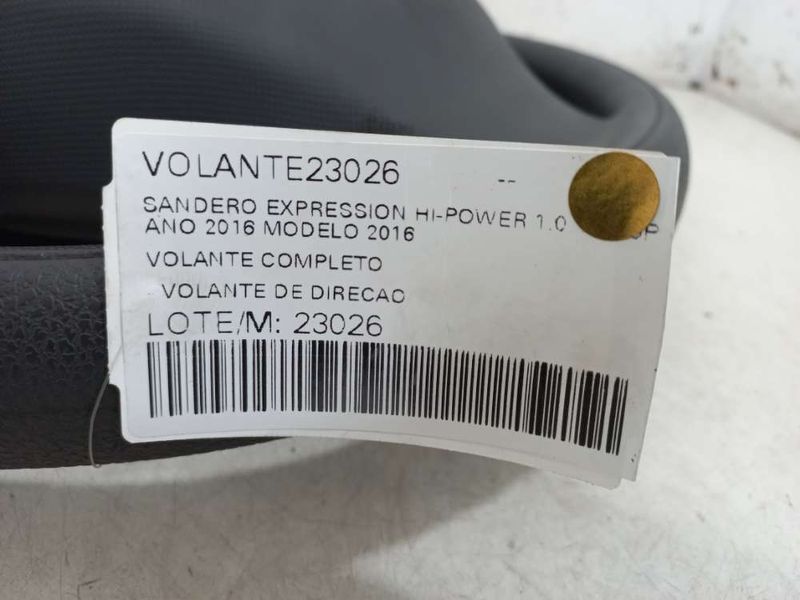 VOLANTE23026 --
SANDERO EXPRESSION HI-POWER 1.0
ANO 2016 MODELO 2016
VOLANTE COMPLETO
- VOLANTE DE DIRECAO
LOTE/M: 23026